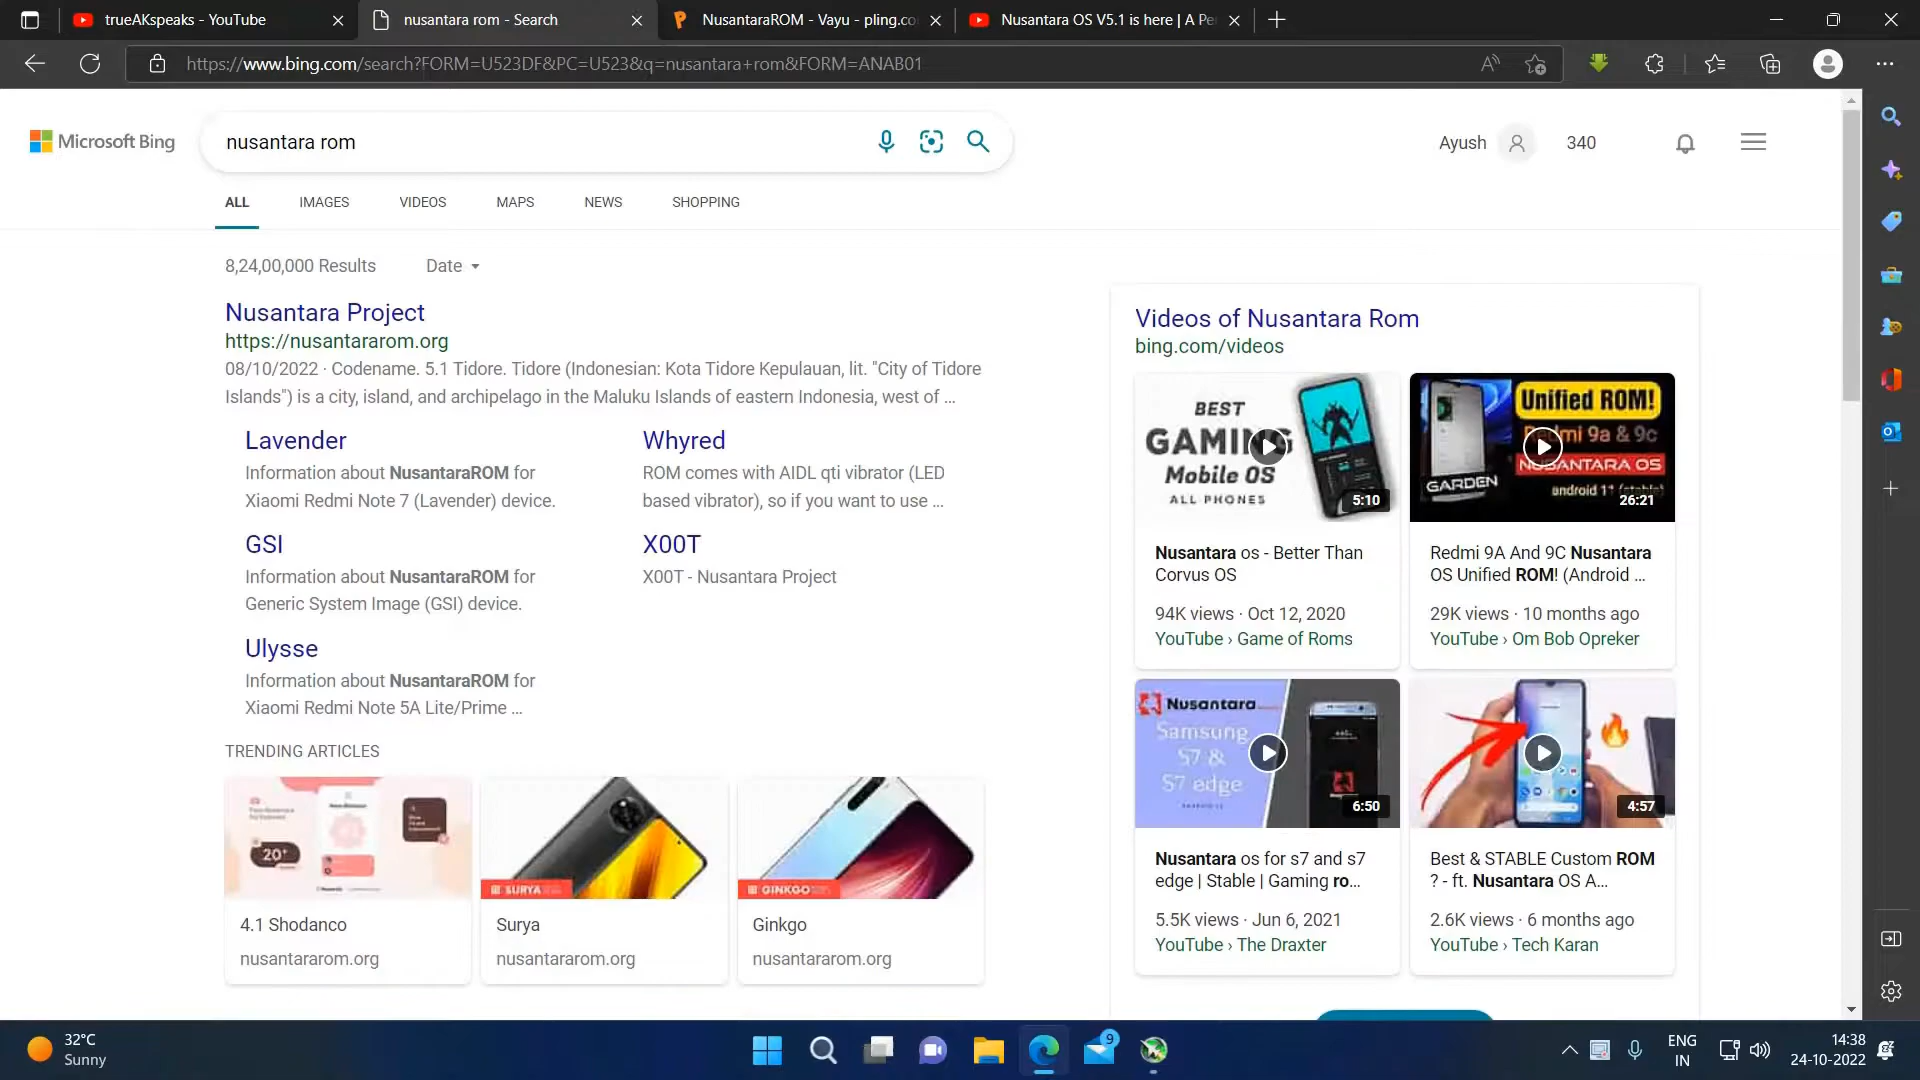 trueAKspeaks - YouTube
nusantara rom - Search
NusantaraROM - Vayu - pling.co
Nusantara OS V5.1 is here | A Pe
https://www.bing.com/search?FORM=U523DF&PC=U523&q=nusantara+rom&FORM=ANAB01
Microsoft Bing
nusantara rom
Ayush
340
ALL
IMAGES
VIDEOS
MAPS
NEWS
SHOPPING
8,24,00,000 Results
Date
Nusantara Project
https://nusantararom.org
08/10/2022 · Codename. 5.1 Tidore. Tidore (Indonesian: Kota Tidore Kepulauan, lit. "City of Tidore
Islands") is a city, island, and archipelago in the Maluku Islands of eastern Indonesia, west of ...
Lavender
Information about NusantaraROM for
Xiaomi Redmi Note 7 (Lavender) device.
Whyred
ROM comes with AIDL qti vibrator (LED
based vibrator), so if you want to use ...
GSI
Information about NusantaraROM for
Generic System Image (GSI) device.
X00T
X00T - Nusantara Project
Ulysse
Information about NusantaraROM for
Xiaomi Redmi Note 5A Lite/Prime ...
TRENDING ARTICLES
20+
4.1 Shodanco
nusantararom.org
SURYA
Surya
nusantararom.org
GINKGO
Ginkgo
nusantararom.org
Videos of Nusantara Rom
bing.com/videos
BEST
GAMING
Mobile OS
ALL PHONES
5:10
Nusantara os - Better Than
Corvus OS
94K views · Oct 12, 2020
YouTube › Game of Roms
Unified ROM!
Redmi 9a & 9c
NUSANTARA OS
GARDEN
android 11 (stable)
26:21
Redmi 9A And 9C Nusantara
OS Unified ROM! (Android ...
29K views · 10 months ago
YouTube › Om Bob Opreker
Nusantara
Samsung
S7 &
S7 edge
6:50
Nusantara os for s7 and s7
edge | Stable | Gaming ro...
5.5K views · Jun 6, 2021
YouTube › The Draxter
4:57
Best & STABLE Custom ROM
? - ft. Nusantara OS A...
2.6K views · 6 months ago
YouTube › Tech Karan
32°C
Sunny
9
ENG
IN
14:38
24-10-2022